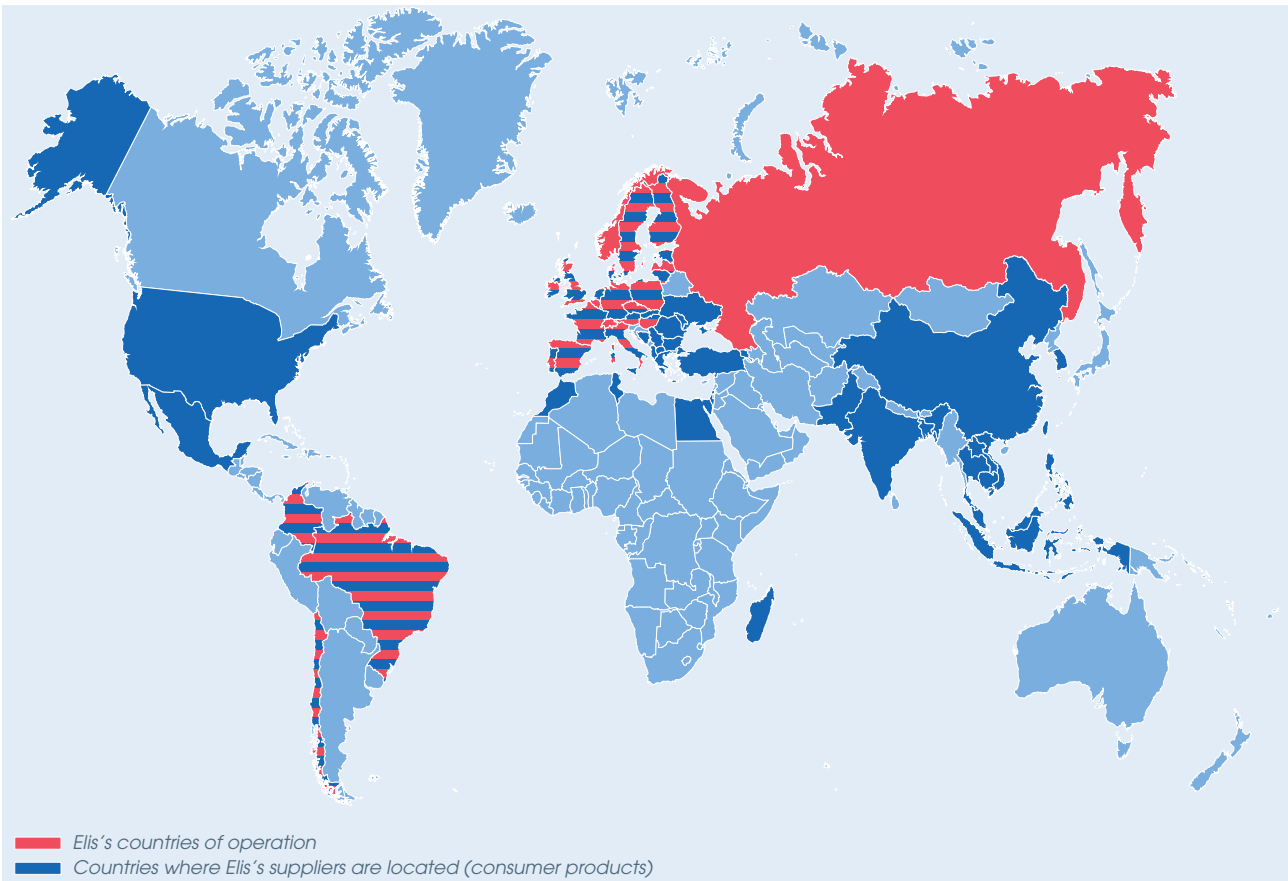 Elis's countries of operation
Countries where Elis's suppliers are located (consumer products)